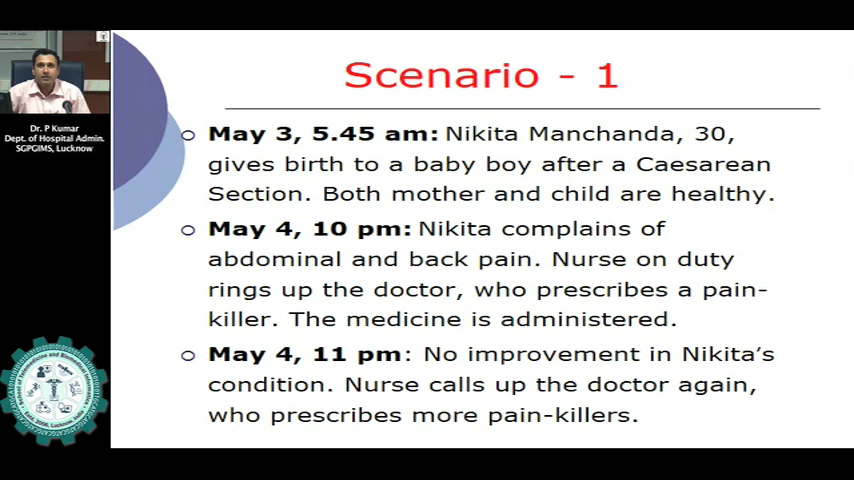 Scenario - 1
May 3, 5.45 am: Nikita Manchanda, 30,
gives birth to a baby boy after a Caesarean
Section. Both mother and child are healthy.
May 4, 10 pm: Nikita complains of
abdominal and back pain. Nurse on duty
rings up the doctor, who prescribes a pain-
killer. The medicine is administered.
May 4, 11 pm: No improvement in Nikita's
condition. Nurse calls up the doctor again,
who prescribes more pain-killers.
Dr. P Kumar
Dept. of Hospital Admin.
SGPGIMS, Lucknow